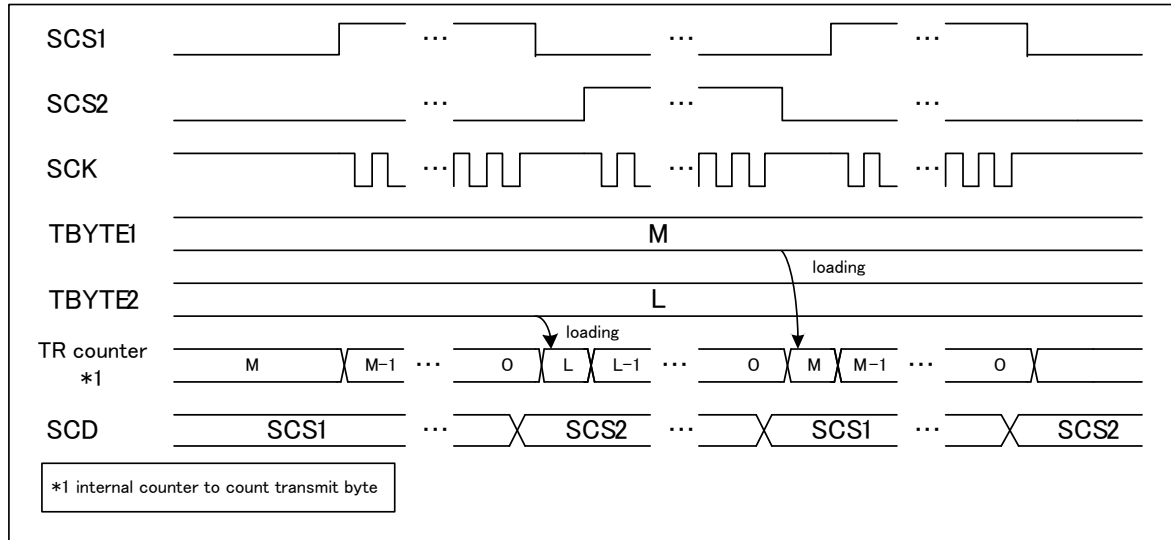 SCS1 ... ... ...
SCS2 ... ... ...
SCK ... ... ...
TBYTE1 M
loading
TBYTE2 L
loading
TR counter M M-1 ... 0 L L-1 ... 0 M M-1 ... 0
*1
SCD SCS1 ... SCS2 ... SCS1 ... SCS2
*1 internal counter to count transmit byte